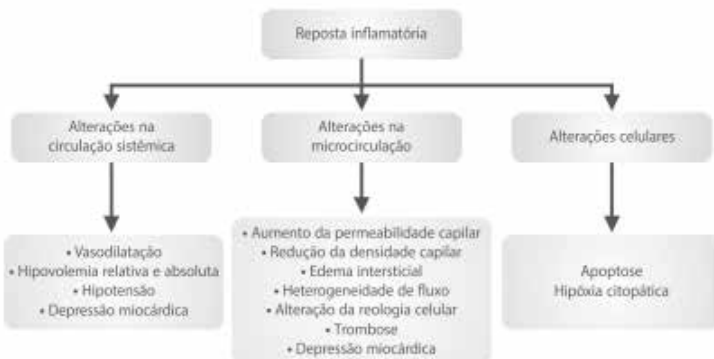 Reposta inflamatória
Alterações na
circulação sistêmica
Alterações na
microcirculação
Alterações celulares
• Vasodilatação
• Hipovolemia relativa e absoluta
• Hipotensão
• Depressão miocárdica
• Aumento da permeabilidade capilar
• Redução da densidade capilar
• Edema intersticial
• Heterogeneidade de fluxo
• Alteração da reologia celular
• Trombose
• Depressão miocárdica
Apoptose
Hipóxia citopática